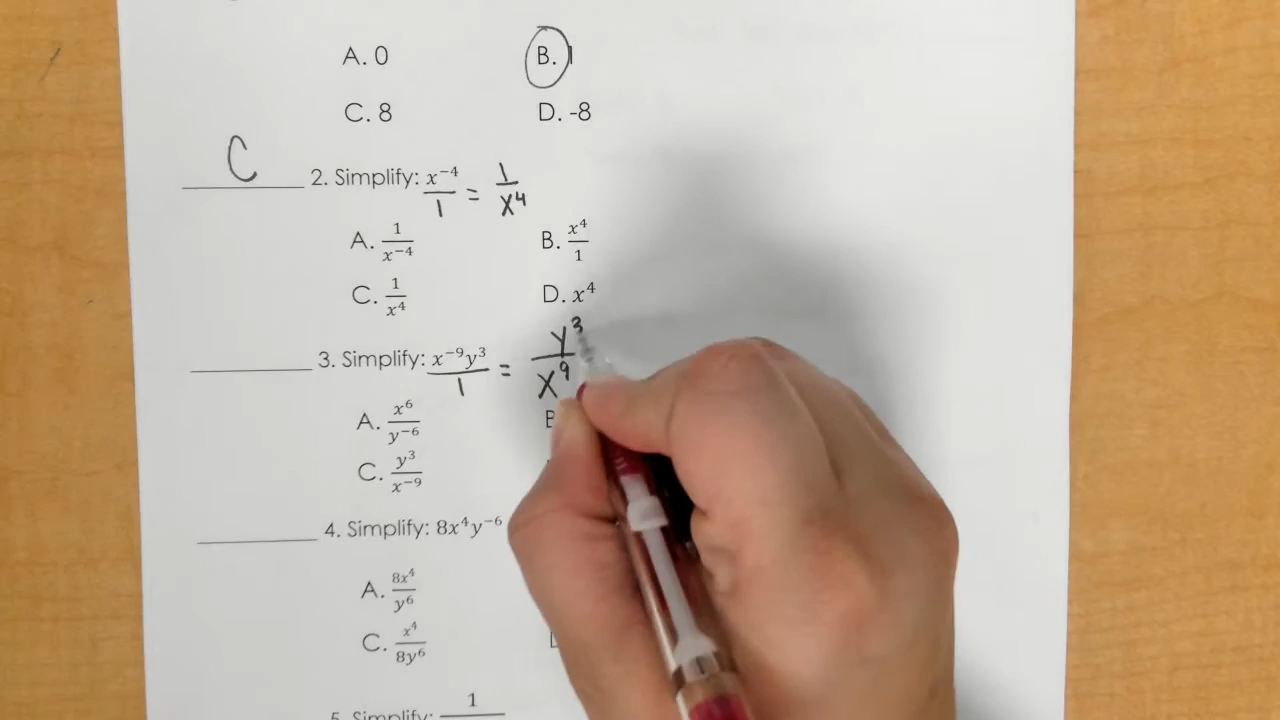 A. 0 B. 1
C. 8 D. -8
C 2. Simplify: x⁻⁴/1 = 1/x⁴
A. 1/x⁻⁴ B. x⁴/1
C. 1/x⁴ D. x⁴
3. Simplify: x⁻⁹y³/1 = y³/x⁹
A. x⁶/y⁻⁶
C. y³/x⁻⁹
4. Simplify: 8x⁴y⁻⁶
A. 8x⁴/y⁶
C. x⁴/8y⁶
5. Simplify: 1